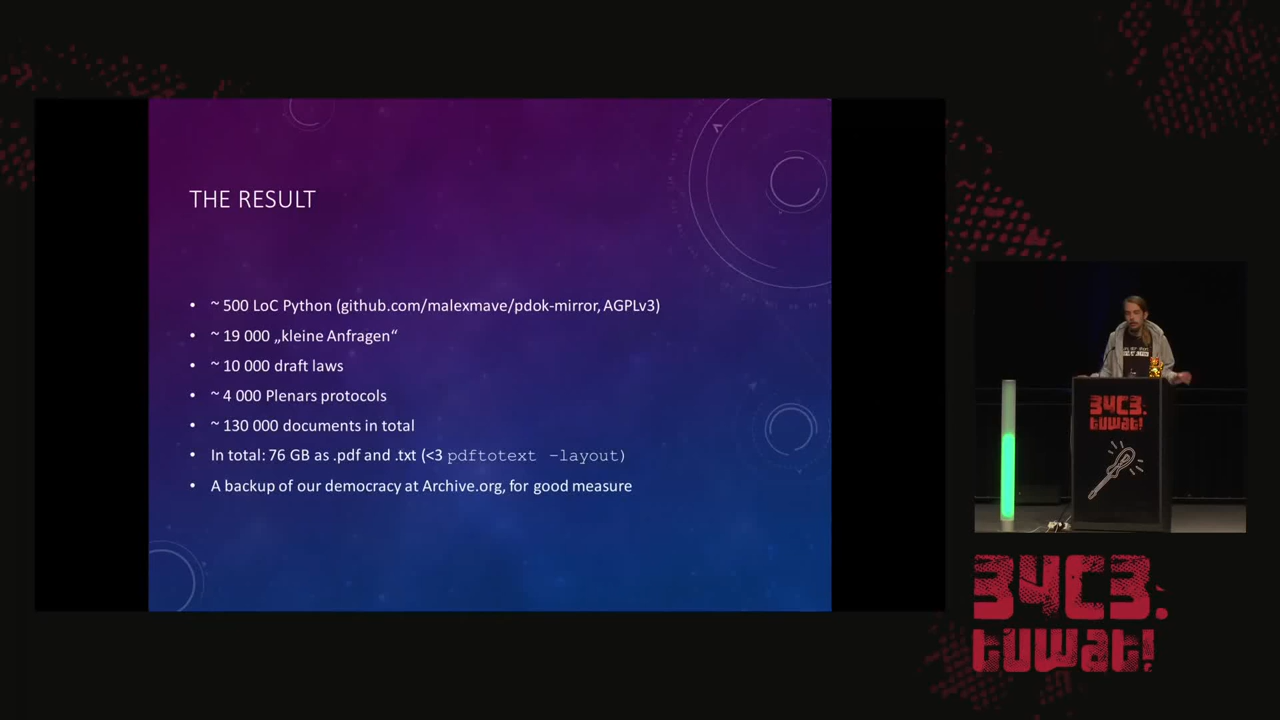 THE RESULT
• ~ 500 LoC Python (github.com/malexmave/pdok-mirror, AGPLv3)
• ~ 19 000 „kleine Anfragen“
• ~ 10 000 draft laws
• ~ 4 000 Plenars protocols
• ~ 130 000 documents in total
• In total: 76 GB as .pdf and .txt (<3 pdftotext –layout)
• A backup of our democracy at Archive.org, for good measure
34C3.
tuwat!
34C3.
tuwat!